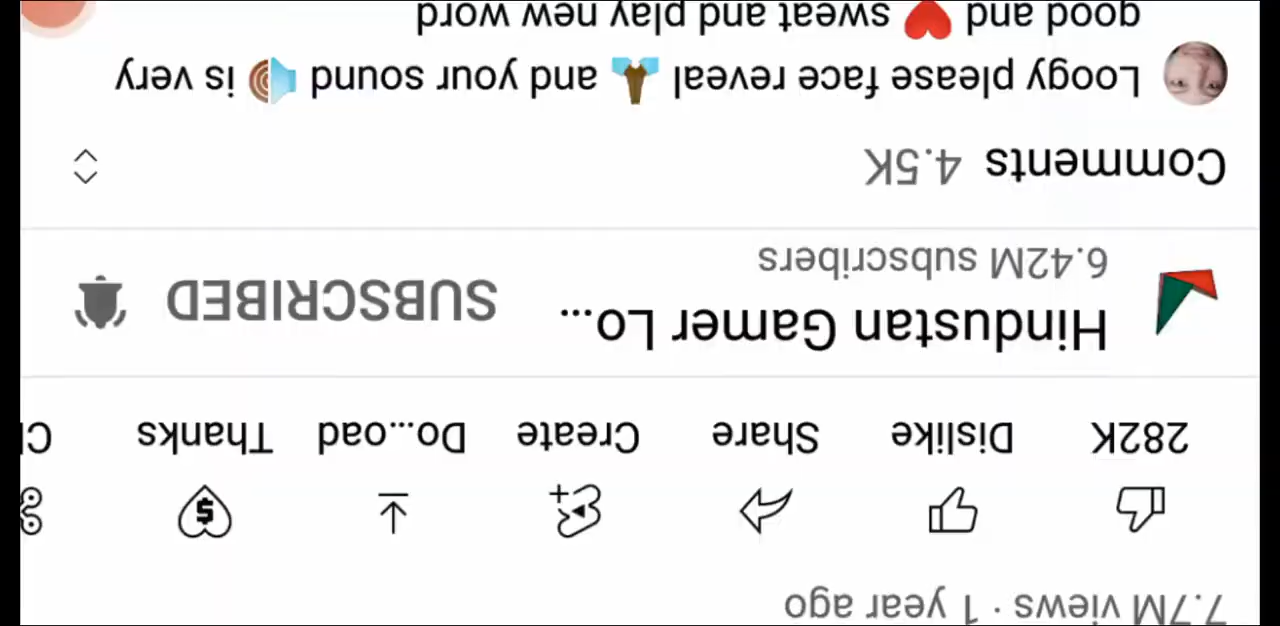 7.7M views · 1 year ago
282K Dislike Share Create Do...oad Thanks
Hindustan Gamer Lo...
6.42M subscribers
SUBSCRIBED
Comments 4.5K
Loogy please face reveal 👕 and your sound 🔊 is very
good and ❤️ sweat and play new word